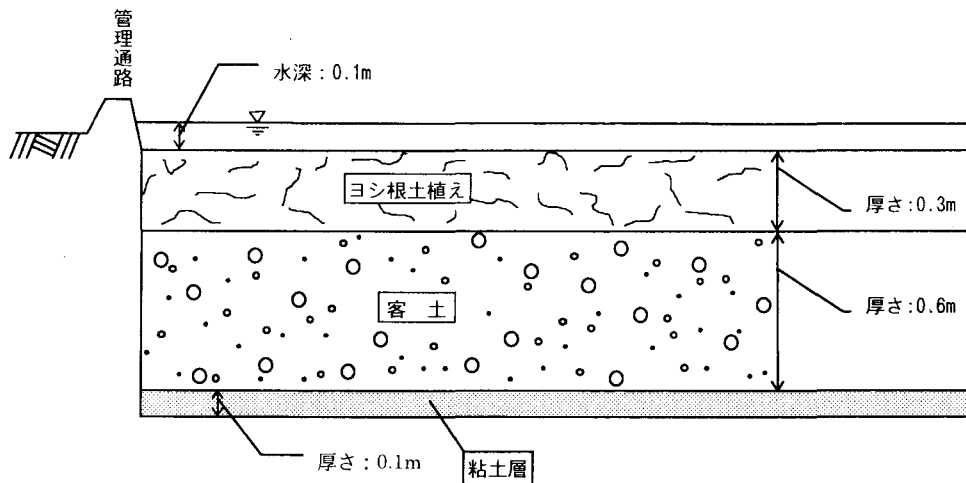 管理通路
水深：0.1m
ヨシ根土植え
厚さ：0.3m
客土
厚さ：0.6m
厚さ：0.1m
粘土層